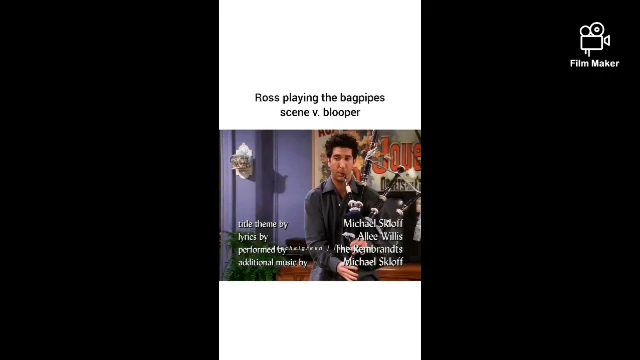 Film Maker
Ross playing the bagpipes
scene v. blooper
title theme by Michael Skloff
lyrics by Allee Willis
performed by The Rembrandts
additional music by Michael Skloff